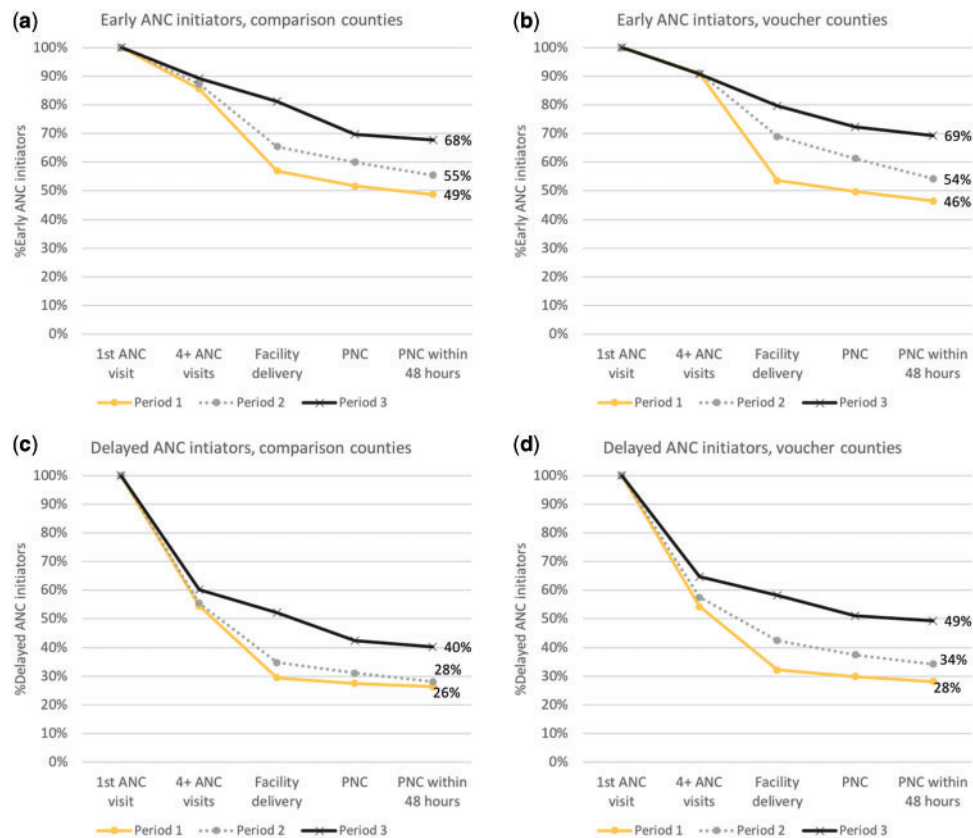 (a) Early ANC initiators, comparison counties
%Early ANC initiators
100%
90%
80%
70%
60%
50%
40%
30%
20%
10%
0%
68%
55%
49%
1st ANC visit
4+ ANC visits
Facility delivery
PNC
PNC within 48 hours
Period 1 Period 2 Period 3
(b) Early ANC intiators, voucher counties
%Early ANC initiators
100%
90%
80%
70%
60%
50%
40%
30%
20%
10%
0%
69%
54%
46%
1st ANC visit
4+ ANC visits
Facility delivery
PNC
PNC within 48 hours
Period 1 Period 2 Period 3
(c) Delayed ANC intiators, comparison counties
%Delayed ANC initiators
100%
90%
80%
70%
60%
50%
40%
30%
20%
10%
0%
40%
28%
26%
1st ANC visit
4+ ANC visits
Facility delivery
PNC
PNC within 48 hours
Period 1 Period 2 Period 3
(d) Delayed ANC initiators, voucher counties
%Delayed ANC initiators
100%
90%
80%
70%
60%
50%
40%
30%
20%
10%
0%
49%
34%
28%
1st ANC visit
4+ ANC visits
Facility delivery
PNC
PNC within 48 hours
Period 1 Period 2 Period 3